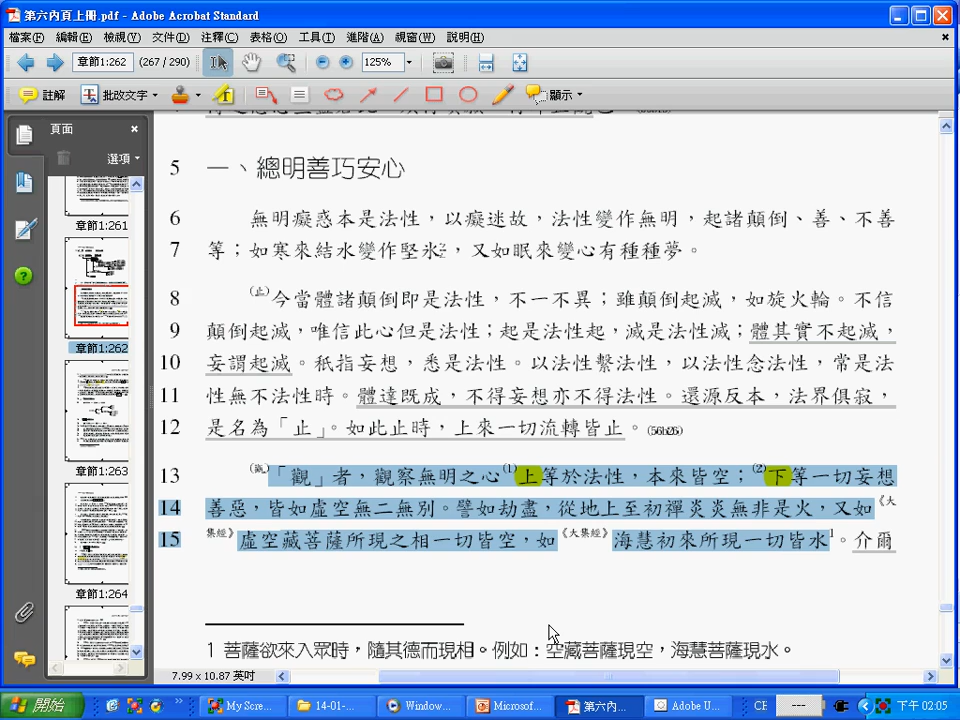 第六內頁上冊.pdf - Adobe Acrobat Standard
檔案(F) 編輯(E) 檢視(V) 文件(D) 注釋(C) 表格(O) 工具(T) 進階(A) 視窗(W) 說明(H)
章節1:262 (267 / 290) 125%
註解 批改文字 顯示
頁面
選項
章節1:261
章節1:262
章節1:263
章節1:264
5 一、總明善巧安心
6 無明癡惑本是法性，以癡迷故，法性變作無明，起諸顛倒、善、不善
7 等；如寒來結水變作堅冰，又如眠來變心有種種夢。
8 (止)今當體諸顛倒即是法性，不一不異；雖顛倒起滅，如旋火輪。不信
9 顛倒起滅，唯信此心但是法性；起是法性起，滅是法性滅；體其實不起滅，
10 妄謂起滅。秖指妄想，悉是法性。以法性繫法性，以法性念法性，常是法
11 性無不法性時。體達既成，不得妄想亦不得法性。還源反本，法界俱寂，
12 是名為「止」。如此止時，上來一切流轉皆止。(56b26)
13 (觀)「觀」者，觀察無明之心(1)上等於法性，本來皆空；(2)下等一切妄想
14 善惡，皆如虛空無二無別。譬如劫盡，從地上至初禪炎炎無非是火，又如《大
15 集經》虛空藏菩薩所現之相一切皆空，如《大集經》海慧初來所現一切皆水1。介爾
1 菩薩欲來入眾時，隨其德而現相。例如：空藏菩薩現空，海慧菩薩現水。
7.99 x 10.87 英吋
開始 My Scre... 14-01-... Window... Microsof... 第六內... Adobe U... CH 下午 02:05